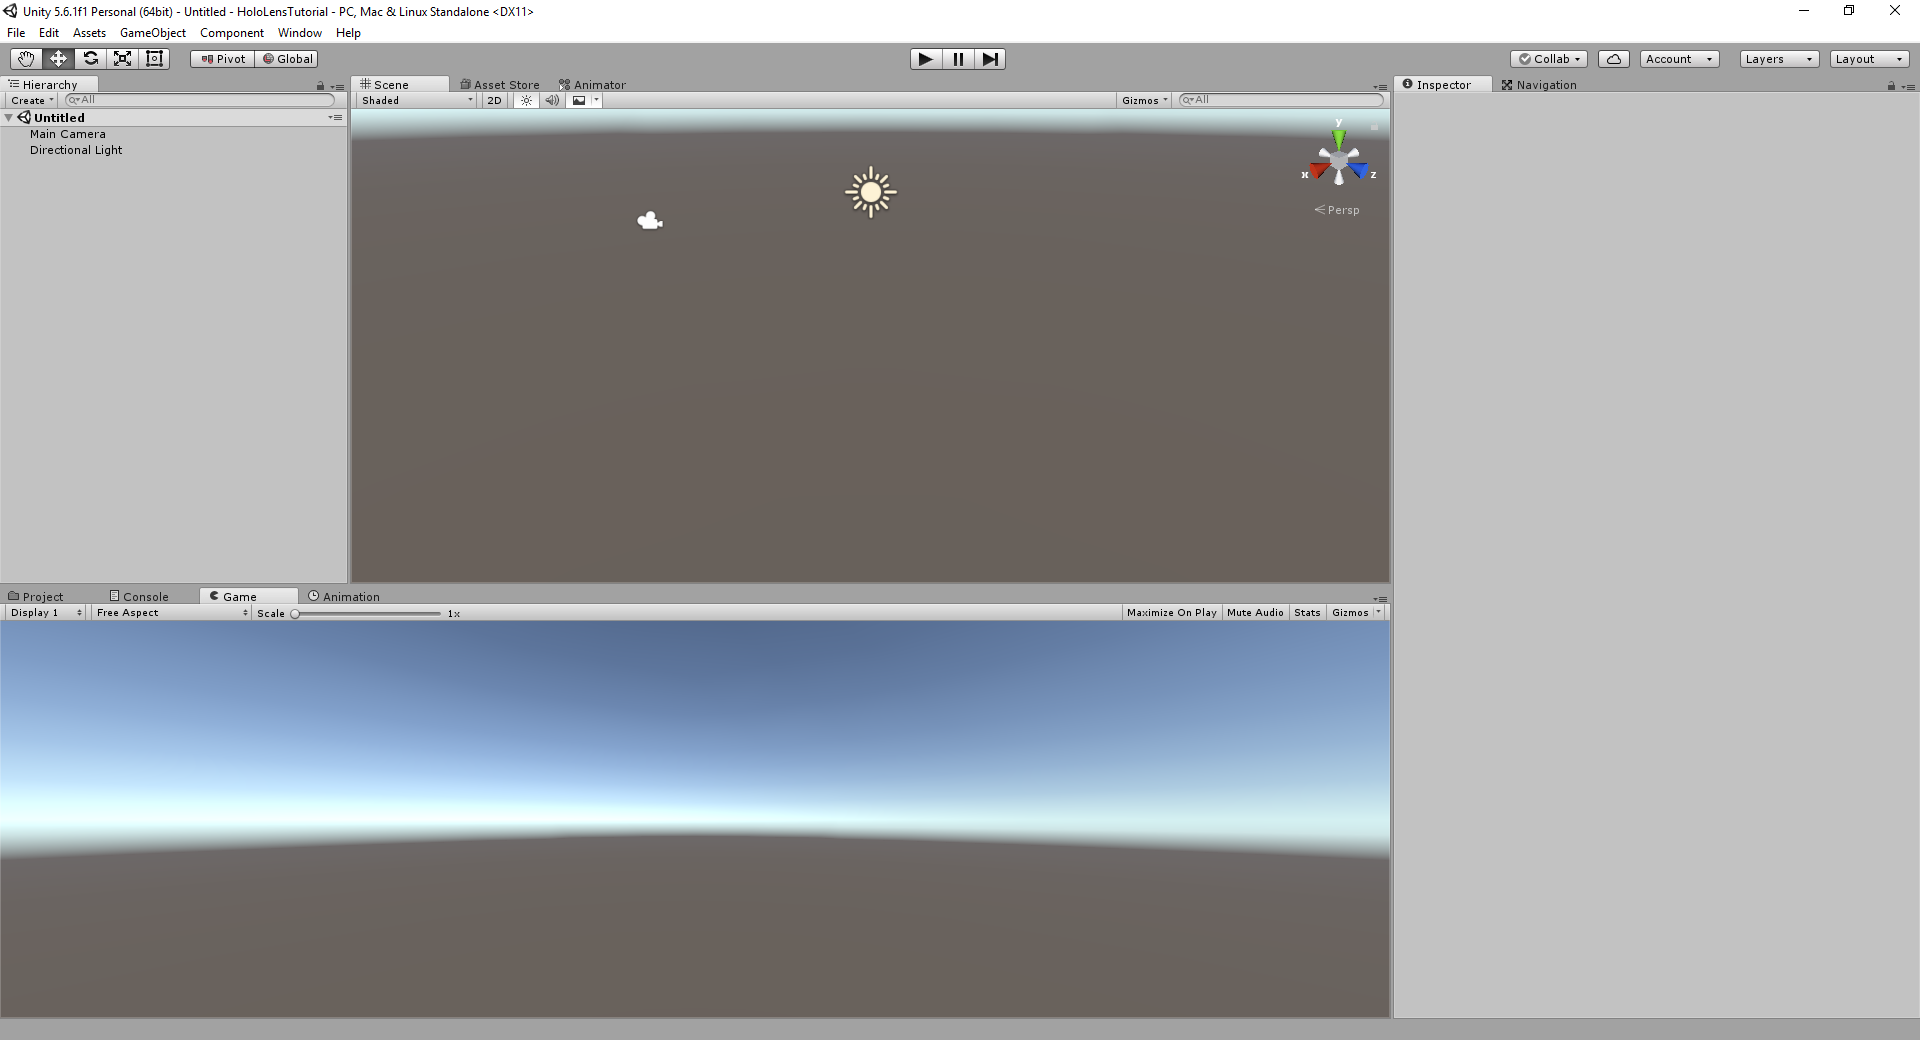 Unity 5.6.1f1 Personal (64bit) - Untitled - HoloLensTutorial - PC, Mac & Linux Standalone <DX11>
File Edit Assets GameObject Component Window Help
Pivot Global Collab Account Layers Layout
Hierarchy Scene Asset Store Animator Inspector Navigation
Create All Shaded 2D Gizmos All
Untitled
Main Camera
Directional Light
y
x z
Persp
Project Console Game Animation
Display 1 Free Aspect Scale 1x Maximize On Play Mute Audio Stats Gizmos